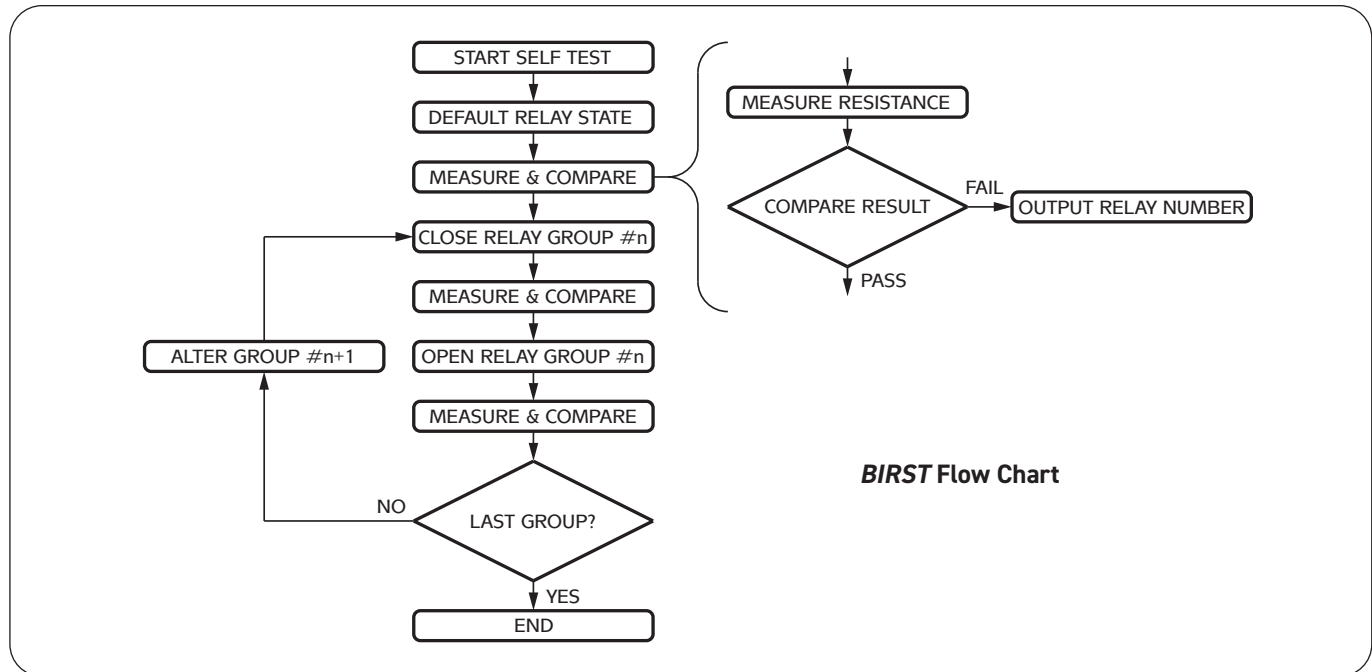 START SELF TEST
DEFAULT RELAY STATE
MEASURE & COMPARE
CLOSE RELAY GROUP #n
MEASURE & COMPARE
OPEN RELAY GROUP #n
MEASURE & COMPARE
LAST GROUP?
NO
ALTER GROUP #n+1
YES
END
MEASURE RESISTANCE
COMPARE RESULT
FAIL
OUTPUT RELAY NUMBER
PASS
BIRST Flow Chart